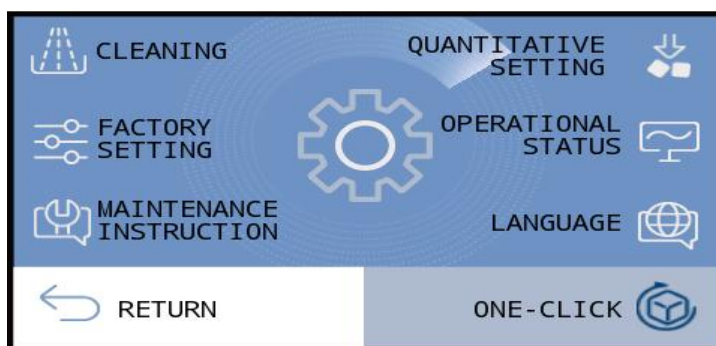 CLEANING
QUANTITATIVE
SETTING
FACTORY
SETTING
OPERATIONAL
STATUS
MAINTENANCE
INSTRUCTION
LANGUAGE
RETURN
ONE-CLICK